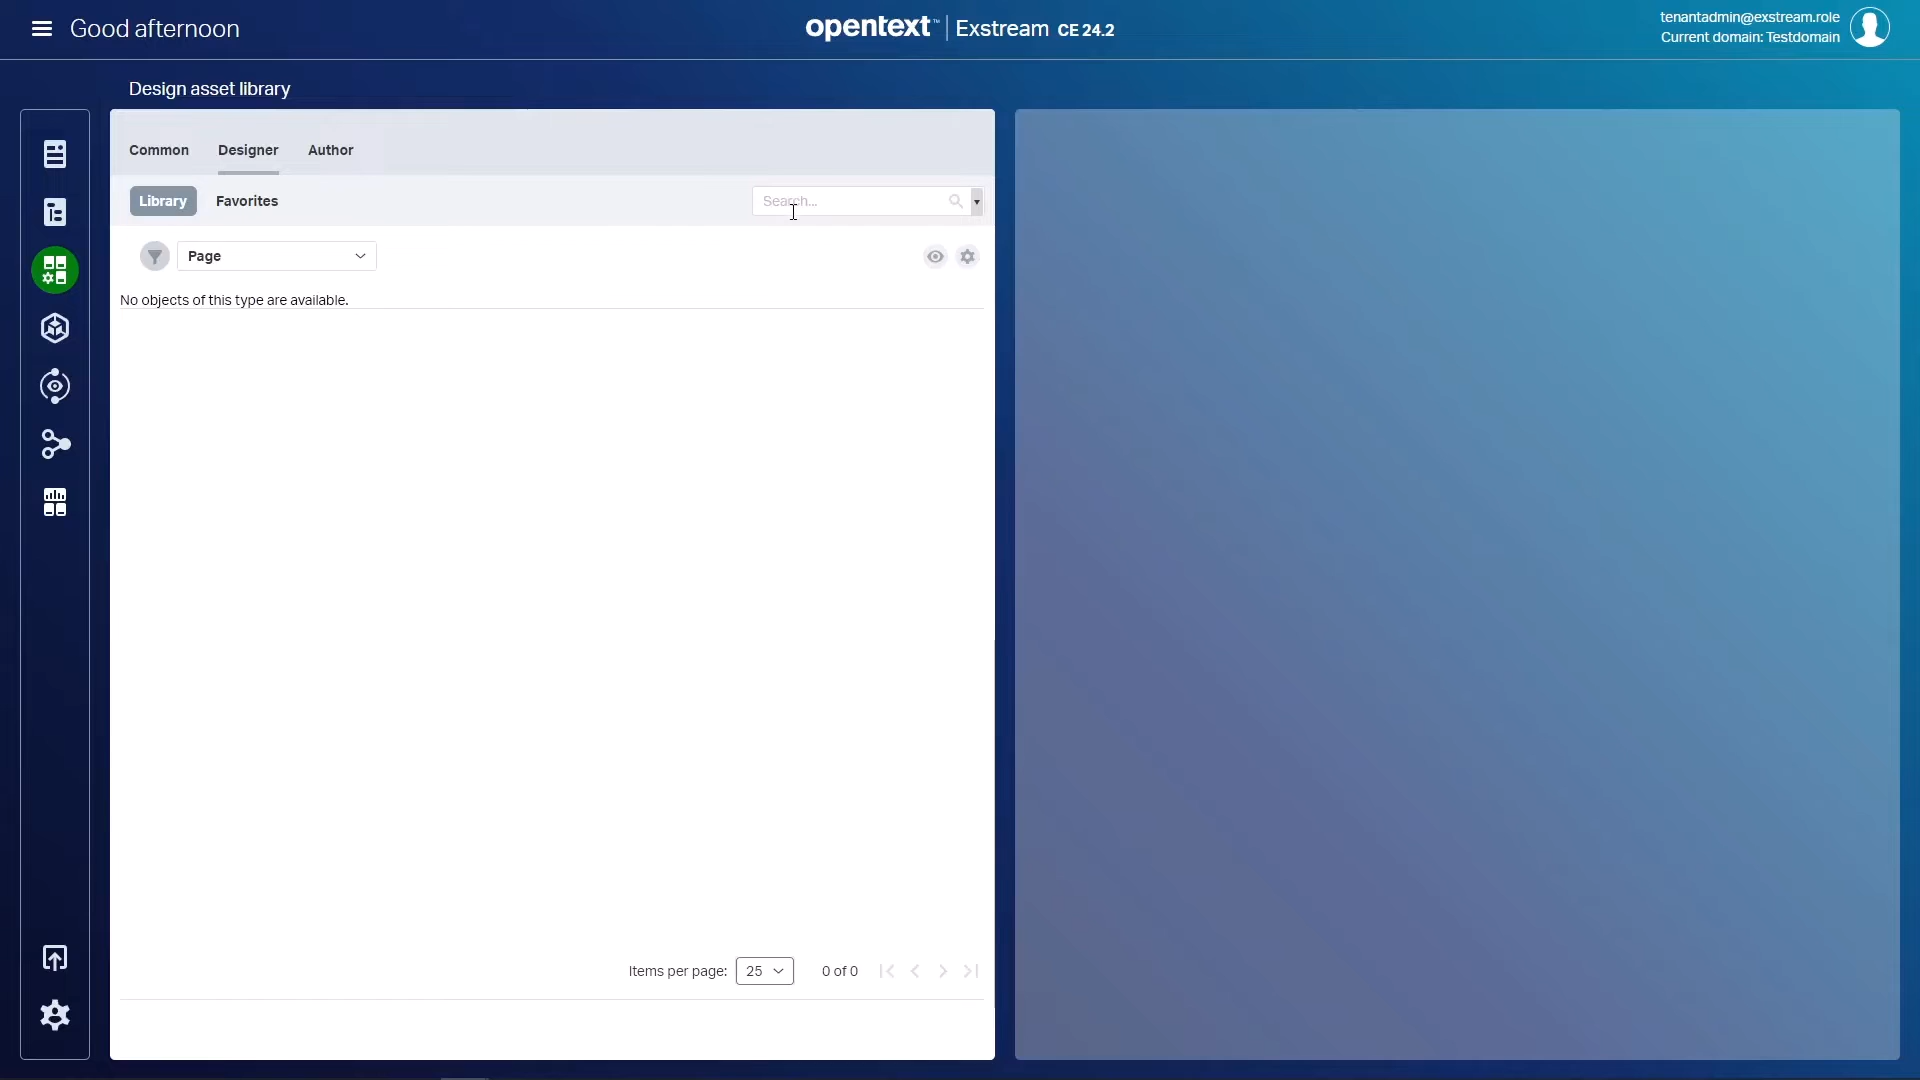 Good afternoon
opentext™ | Exstream CE 24.2
tenantadmin@exstream.role
Current domain: Testdomain
Design asset library
Common Designer Author
Library Favorites Search...
Page
No objects of this type are available.
Items per page: 25 0 of 0